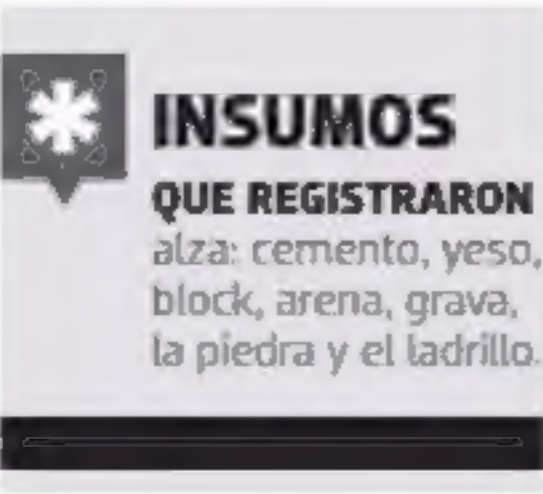 INSUMOS
QUE REGISTRARON
alza: cemento, yeso,
block, arena, grava,
la piedra y el ladrillo.